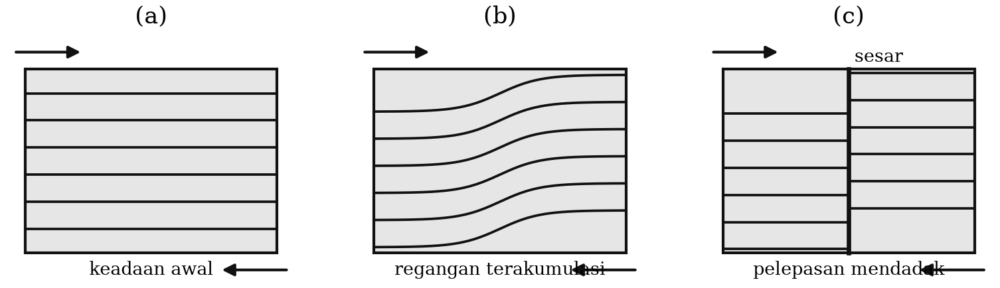 (a)
(b)
(c)
sesar
keadaan awal
regangan terakumulasi
pelepasan mendadak